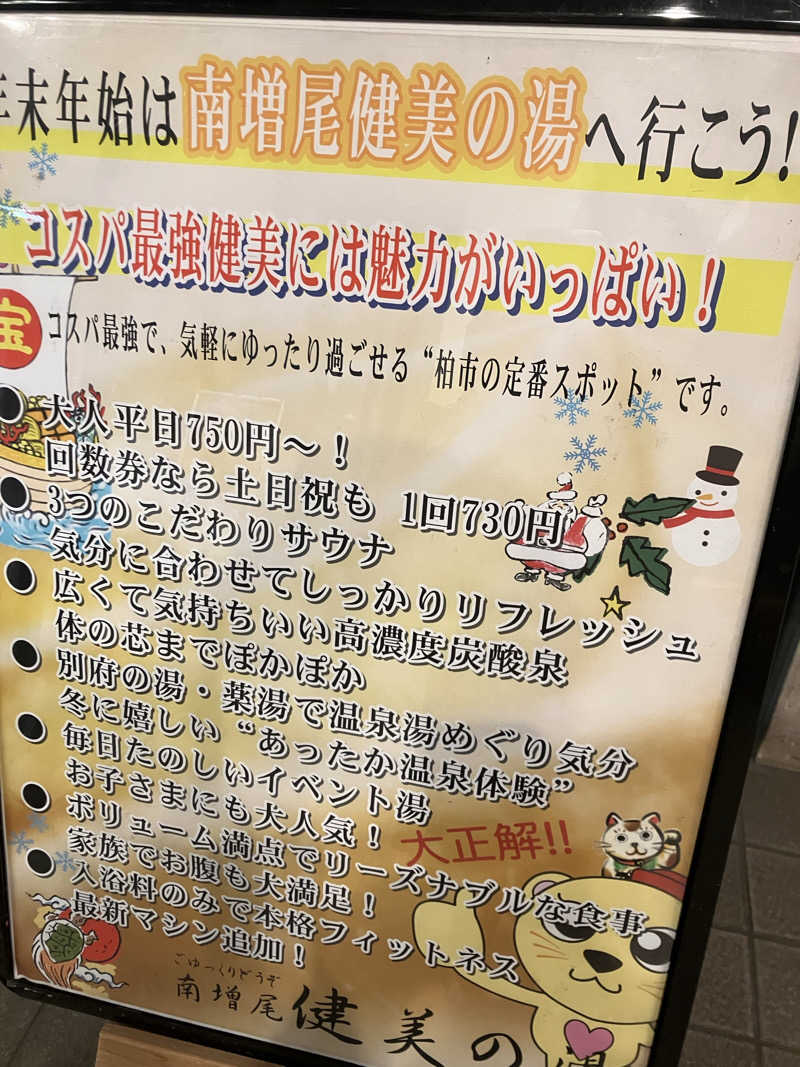 年末年始は南増尾健美の湯へ行こう!
コスパ最強健美には魅力がいっぱい！
宝
コスパ最強で、気軽にゆったり過ごせる“柏市の定番スポット”です。
● 大人平日750円～！
回数券なら土日祝も 1回730円
● 3つのこだわりサウナ
気分に合わせてしっかりリフレッシュ
● 広くて気持ちいい高濃度炭酸泉
体の芯までぽかぽか
● 別府の湯・薬湯で温泉湯めぐり気分
冬に嬉しい“あったか温泉体験”
● 毎日たのしいイベント湯
お子さまにも大人気！
大正解!!
● ボリューム満点でリーズナブルな食事
家族でお腹も大満足！
● 入浴料のみで本格フィットネス
最新マシン追加！
ごゆっくりどうぞ
南増尾 健美の湯